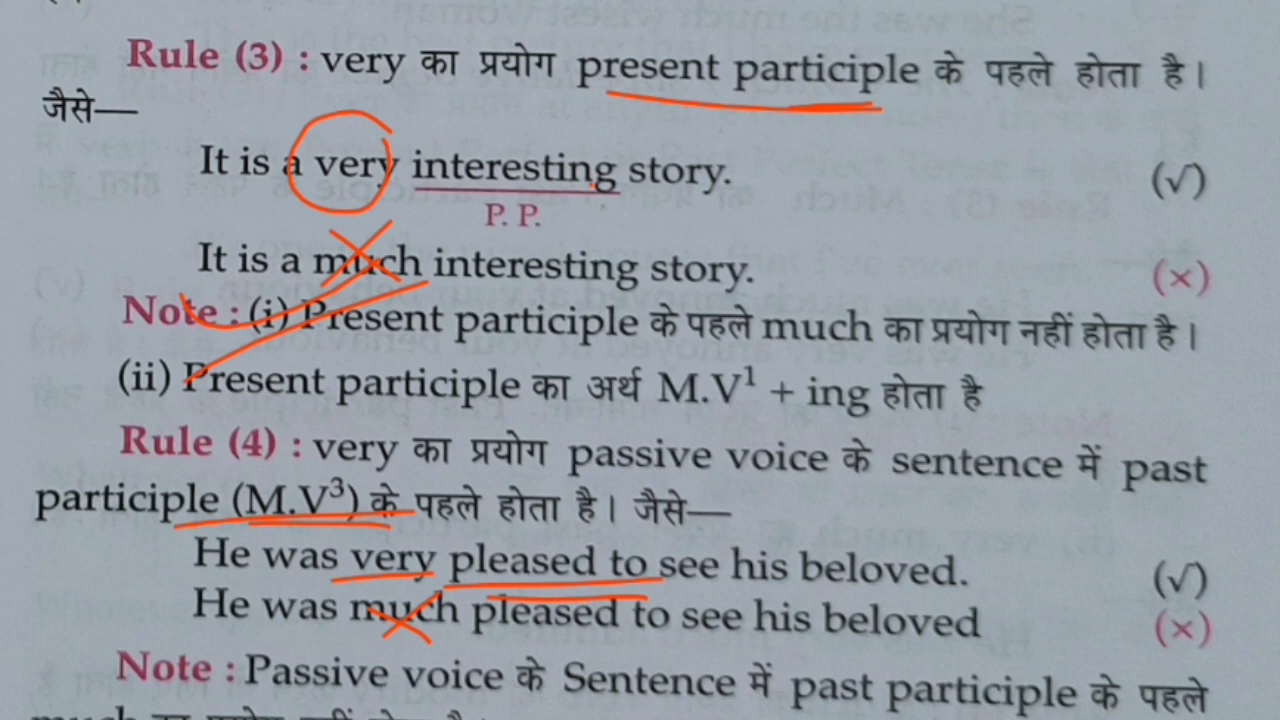 Rule (3) : very का प्रयोग present participle के पहले होता है।
जैसे—
It is a very interesting story. (√)
P. P.
It is a much interesting story. (×)
Note : (i) Present participle के पहले much का प्रयोग नहीं होता है।
(ii) Present participle का अर्थ M.V¹ + ing होता है
Rule (4) : very का प्रयोग passive voice के sentence में past
participle (M.V³) के पहले होता है। जैसे—
He was very pleased to see his beloved. (√)
He was much pleased to see his beloved (×)
Note : Passive voice के Sentence में past participle के पहले